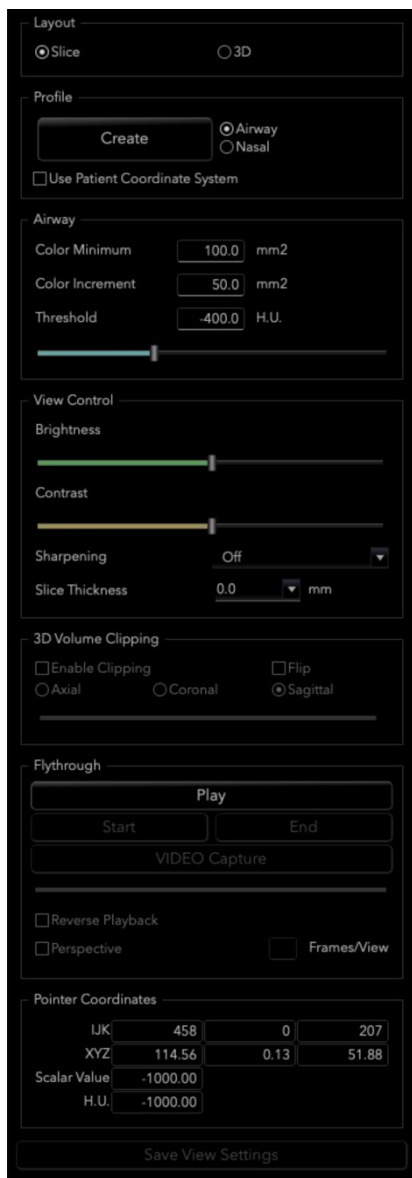 Layout
Slice 3D
Profile
Create
Airway
Nasal
Use Patient Coordinate System
Airway
Color Minimum 100.0 mm2
Color Increment 50.0 mm2
Threshold -400.0 H.U.
View Control
Brightness
Contrast
Sharpening Off
Slice Thickness 0.0 mm
3D Volume Clipping
Enable Clipping Flip
Axial Coronal Sagittal
Flythrough
Play
Start End
VIDEO Capture
Reverse Playback
Perspective Frames/View
Pointer Coordinates
IJK 458 0 207
XYZ 114.56 0.13 51.88
Scalar Value -1000.00
H.U. -1000.00
Save View Settings